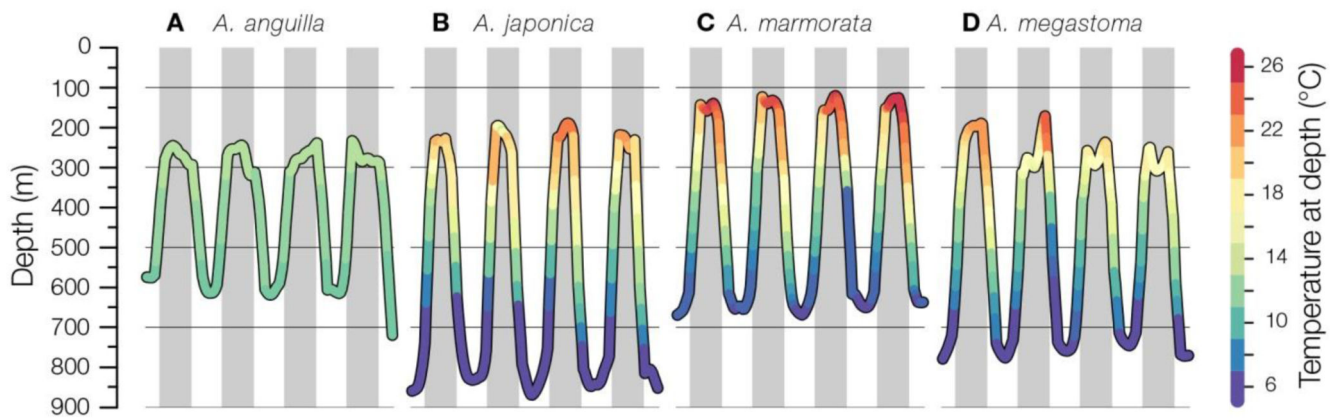 A A. anguilla
B A. japonica
C A. marmorata
D A. megastoma
Depth (m)
0
100
200
300
400
500
600
700
800
900
26
22
18
14
10
6
Temperature at depth (°C)